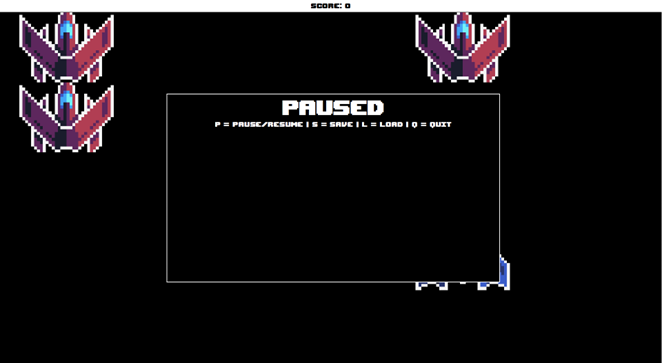 SCORE: 0
PAUSED
P = PAUSE/RESUME | S = SAVE | L = LOAD | Q = QUIT